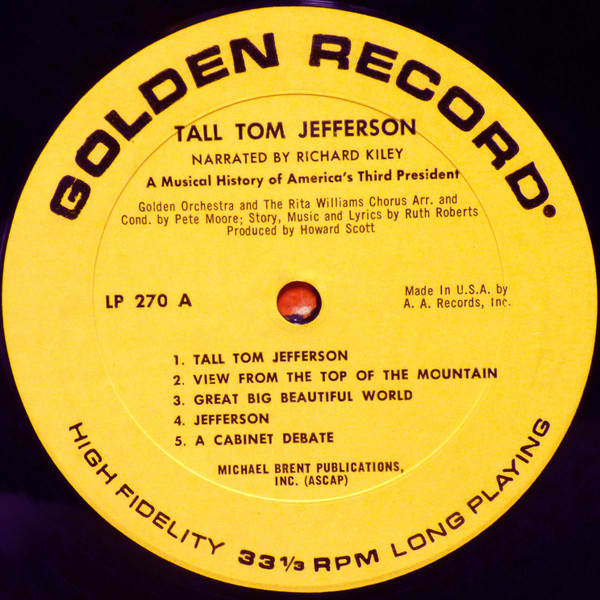 GOLDEN RECORD®
TALL TOM JEFFERSON
NARRATED BY RICHARD KILEY
A Musical History of America's Third President
Golden Orchestra and The Rita Williams Chorus Arr. and
Cond. by Pete Moore; Story, Music and Lyrics by Ruth Roberts
Produced by Howard Scott
LP 270 A
Made In U.S.A. by
A. A. Records, Inc.
1. TALL TOM JEFFERSON
2. VIEW FROM THE TOP OF THE MOUNTAIN
3. GREAT BIG BEAUTIFUL WORLD
4. JEFFERSON
5. A CABINET DEBATE
MICHAEL BRENT PUBLICATIONS,
INC. (ASCAP)
HIGH FIDELITY 33 1/3 RPM LONG PLAYING